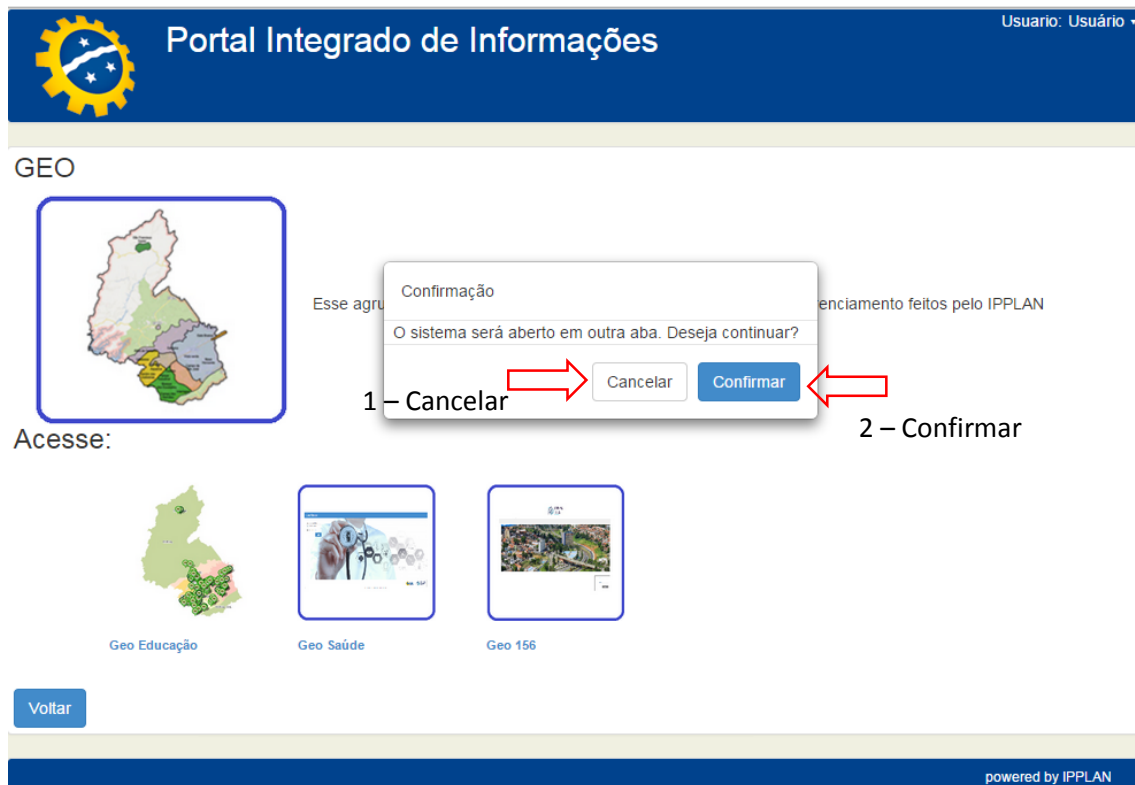 Portal Integrado de Informações
Usuario: Usuário
GEO
Esse agru
enciamento feitos pelo IPPLAN
Confirmação
O sistema será aberto em outra aba. Deseja continuar?
Cancelar
Confirmar
1 – Cancelar
2 – Confirmar
Acesse:
Geo Educação
Geo Saúde
Geo 156
Voltar
powered by IPPLAN